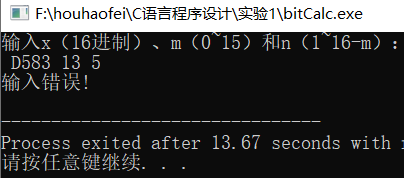 F:\houhaofei\C语言程序设计\实验1\bitCalc.exe
输入x（16进制）、m（0~15）和n（1~16-m）：
D583 13 5
输入错误!
--------------------------------
Process exited after 13.67 seconds with
请按任意键继续. . .